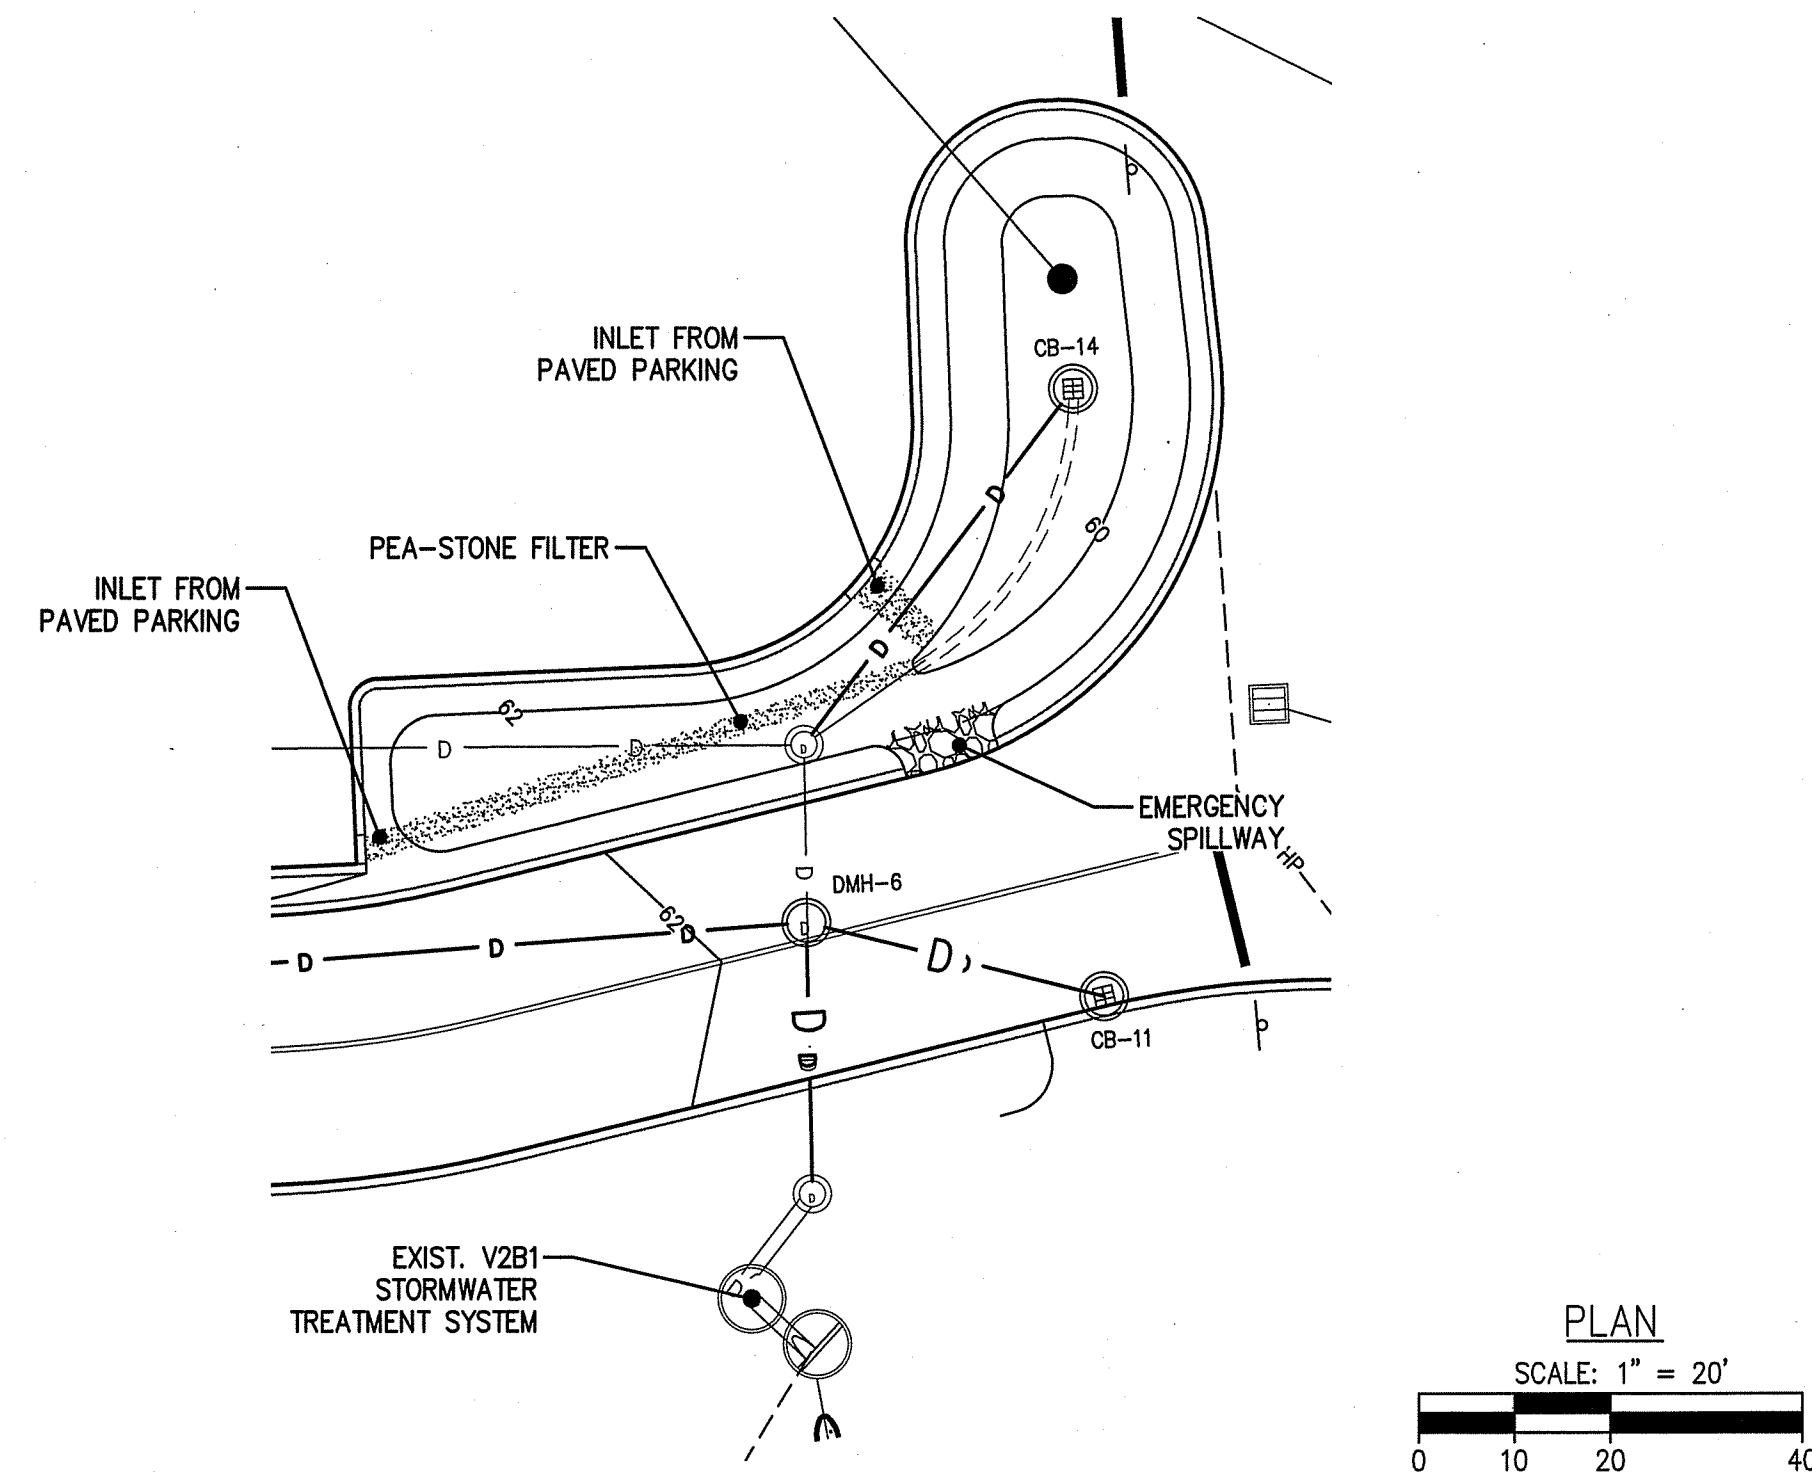 INLET FROM
PAVED PARKING
CB-14
D
60
PEA-STONE FILTER
INLET FROM
PAVED PARKING
D
62
D
D
D
EMERGENCY
SPILLWAY
HP
D
DMH-6
62
D
D
D
D
D
D
CB-11
D
D
D
EXIST. V2B1
STORMWATER
TREATMENT SYSTEM
D
PLAN
SCALE: 1" = 20'
0 10 20 40